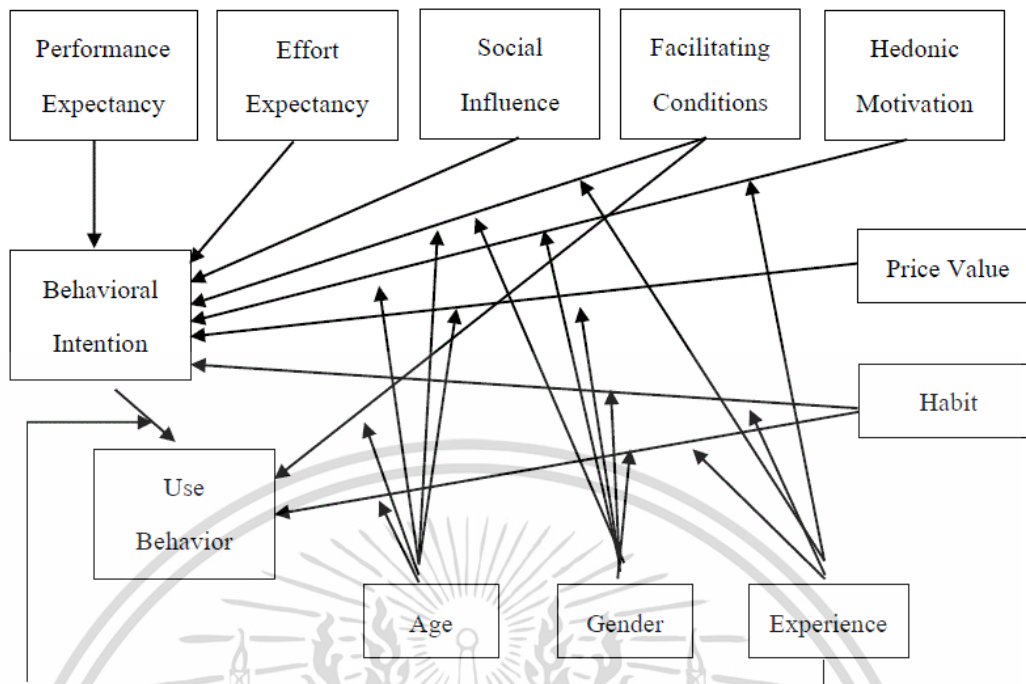 Performance
Expectancy
Effort
Expectancy
Social
Influence
Facilitating
Conditions
Hedonic
Motivation
Behavioral
Intention
Price Value
Habit
Use
Behavior
Age
Gender
Experience